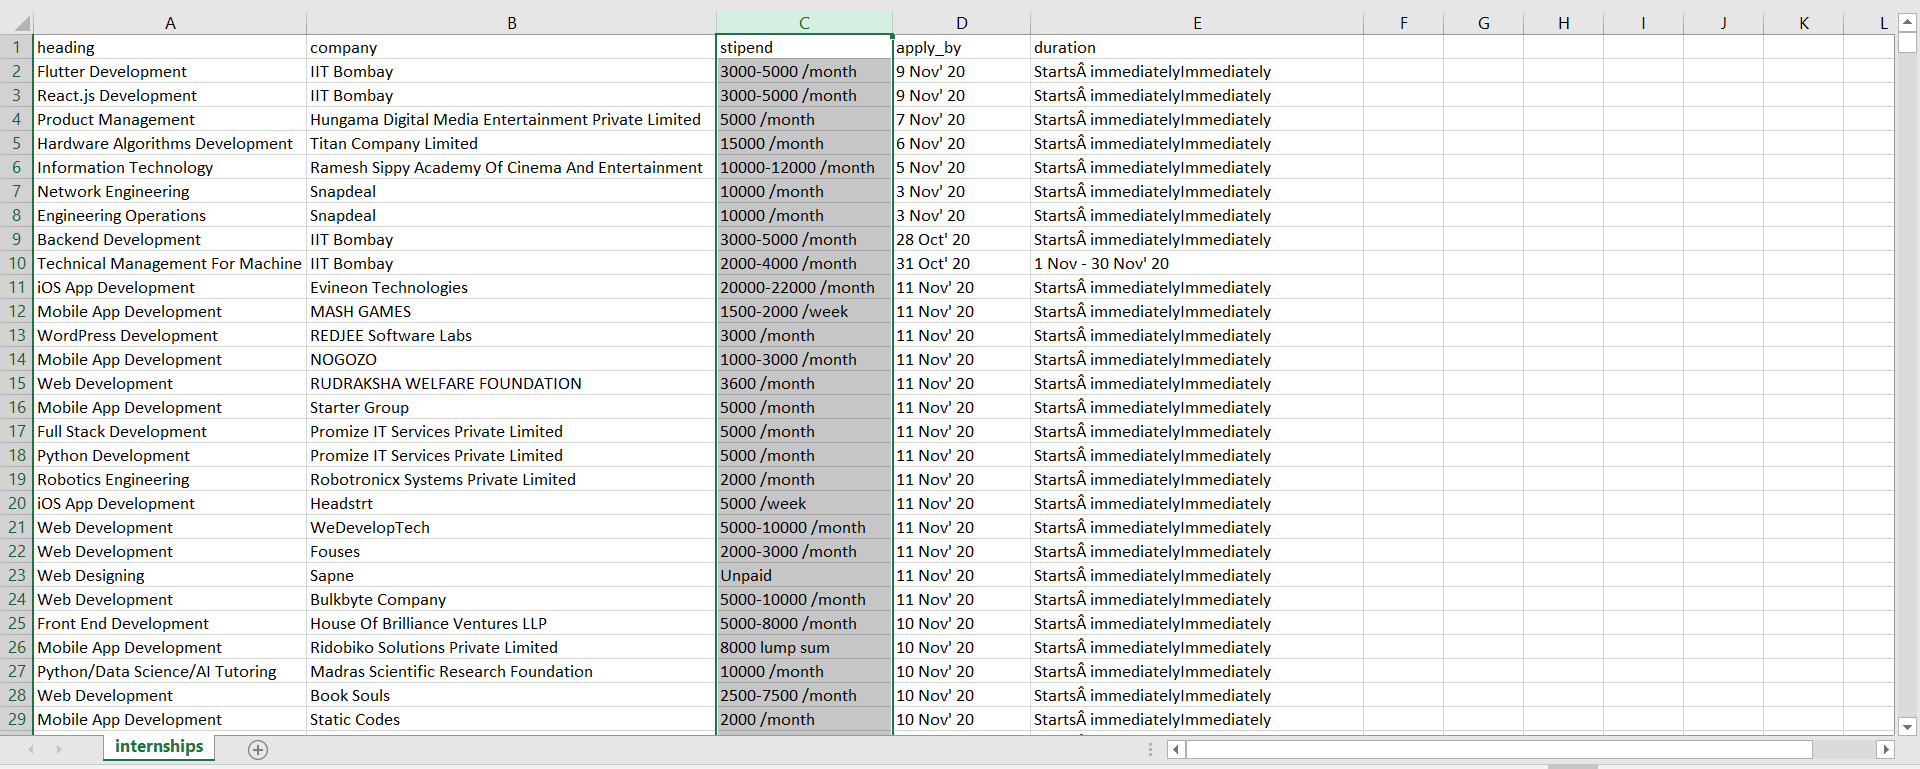 A B C D E F G H I J K L
1 heading company stipend apply_by duration
2 Flutter Development IIT Bombay 3000-5000 /month 9 Nov' 20 StartsÂ immediatelyImmediately
3 React.js Development IIT Bombay 3000-5000 /month 9 Nov' 20 StartsÂ immediatelyImmediately
4 Product Management Hungama Digital Media Entertainment Private Limited 5000 /month 7 Nov' 20 StartsÂ immediatelyImmediately
5 Hardware Algorithms Development Titan Company Limited 15000 /month 6 Nov' 20 StartsÂ immediatelyImmediately
6 Information Technology Ramesh Sippy Academy Of Cinema And Entertainment 10000-12000 /month 5 Nov' 20 StartsÂ immediatelyImmediately
7 Network Engineering Snapdeal 10000 /month 3 Nov' 20 StartsÂ immediatelyImmediately
8 Engineering Operations Snapdeal 10000 /month 3 Nov' 20 StartsÂ immediatelyImmediately
9 Backend Development IIT Bombay 3000-5000 /month 28 Oct' 20 StartsÂ immediatelyImmediately
10 Technical Management For Machine IIT Bombay 2000-4000 /month 31 Oct' 20 1 Nov - 30 Nov' 20
11 iOS App Development Evineon Technologies 20000-22000 /month 11 Nov' 20 StartsÂ immediatelyImmediately
12 Mobile App Development MASH GAMES 1500-2000 /week 11 Nov' 20 StartsÂ immediatelyImmediately
13 WordPress Development REDJEE Software Labs 3000 /month 11 Nov' 20 StartsÂ immediatelyImmediately
14 Mobile App Development NOGOZO 1000-3000 /month 11 Nov' 20 StartsÂ immediatelyImmediately
15 Web Development RUDRAKSHA WELFARE FOUNDATION 3600 /month 11 Nov' 20 StartsÂ immediatelyImmediately
16 Mobile App Development Starter Group 5000 /month 11 Nov' 20 StartsÂ immediatelyImmediately
17 Full Stack Development Promize IT Services Private Limited 5000 /month 11 Nov' 20 StartsÂ immediatelyImmediately
18 Python Development Promize IT Services Private Limited 5000 /month 11 Nov' 20 StartsÂ immediatelyImmediately
19 Robotics Engineering Robotronicx Systems Private Limited 2000 /month 11 Nov' 20 StartsÂ immediatelyImmediately
20 iOS App Development Headstrt 5000 /week 11 Nov' 20 StartsÂ immediatelyImmediately
21 Web Development WeDevelopTech 5000-10000 /month 11 Nov' 20 StartsÂ immediatelyImmediately
22 Web Development Fouses 2000-3000 /month 11 Nov' 20 StartsÂ immediatelyImmediately
23 Web Designing Sapne Unpaid 11 Nov' 20 StartsÂ immediatelyImmediately
24 Web Development Bulkbyte Company 5000-10000 /month 11 Nov' 20 StartsÂ immediatelyImmediately
25 Front End Development House Of Brilliance Ventures LLP 5000-8000 /month 10 Nov' 20 StartsÂ immediatelyImmediately
26 Mobile App Development Ridobiko Solutions Private Limited 8000 lump sum 10 Nov' 20 StartsÂ immediatelyImmediately
27 Python/Data Science/AI Tutoring Madras Scientific Research Foundation 10000 /month 10 Nov' 20 StartsÂ immediatelyImmediately
28 Web Development Book Souls 2500-7500 /month 10 Nov' 20 StartsÂ immediatelyImmediately
29 Mobile App Development Static Codes 2000 /month 10 Nov' 20 StartsÂ immediatelyImmediately
internships